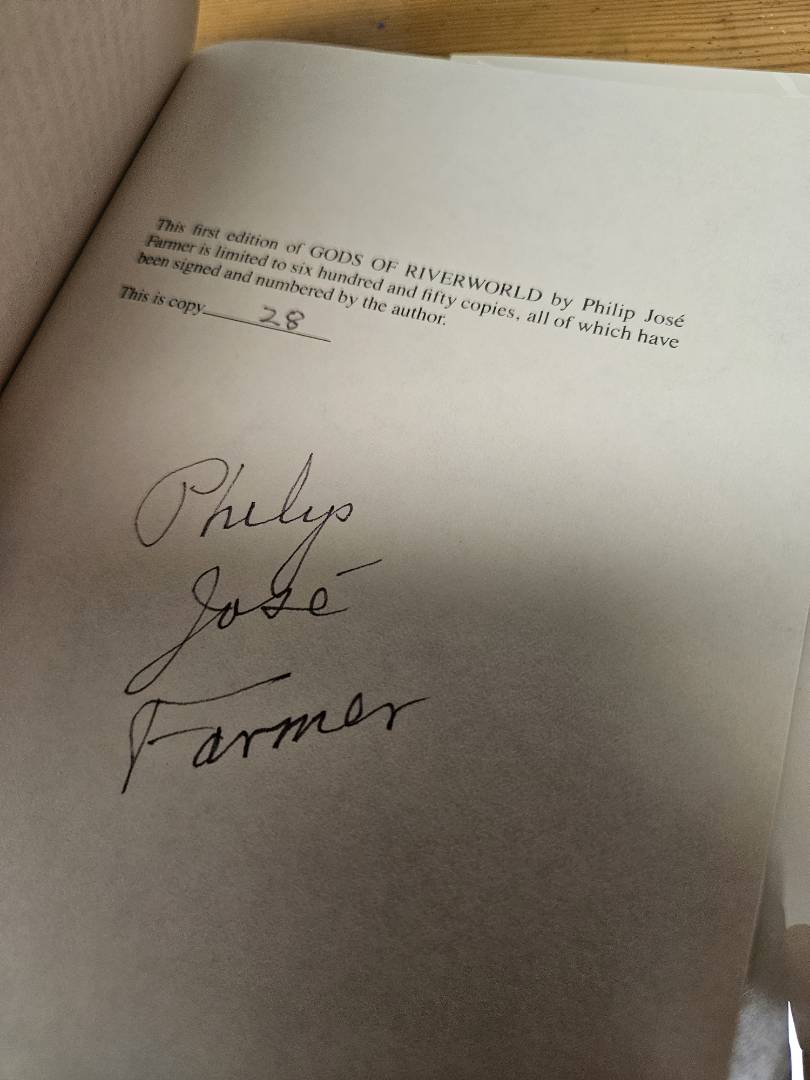 This first edition of GODS OF RIVERWORLD by Philip José
Farmer is limited to six hundred and fifty copies, all of which have
been signed and numbered by the author.
This is copy 28
Philip
José
Farmer